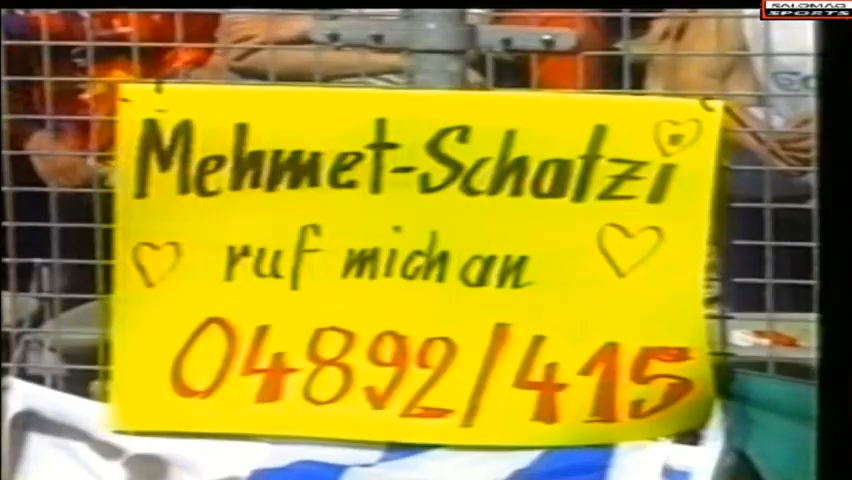 SALOMAO
SPORTS
Mehmet-Schatzi
ruf mich an
04892/415